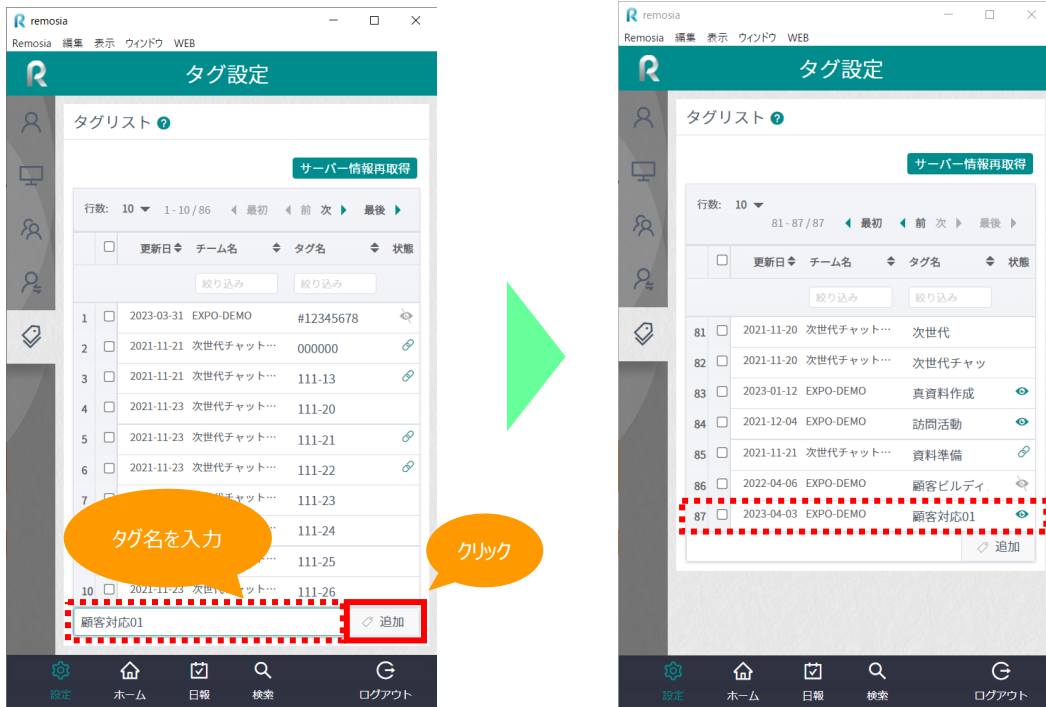 remosia
Remosia 編集 表示 ウィンドウ WEB
R タグ設定
タグリスト ?
サーバー情報再取得
行数: 10 1 - 10 / 86 最初 前 次 最後
更新日 チーム名 タグ名 状態
絞り込み 絞り込み
1 2023-03-31 EXPO-DEMO #12345678
2 2021-11-21 次世代チャット… 000000
3 2021-11-21 次世代チャット… 111-13
4 2021-11-23 次世代チャット… 111-20
5 2021-11-23 次世代チャット… 111-21
6 2021-11-23 次世代チャット… 111-22
7 チャット… 111-23
111-24
111-25
10 2021-11-23 111-26
タグ名を入力
クリック
顧客対応01 追加
設定 ホーム 日報 検索 ログアウト
remosia
Remosia 編集 表示 ウィンドウ WEB
R タグ設定
タグリスト ?
サーバー情報再取得
行数: 10
81 - 87 / 87 最初 前 次 最後
更新日 チーム名 タグ名 状態
絞り込み 絞り込み
81 2021-11-20 次世代チャット… 次世代
82 2021-11-20 次世代チャット… 次世代チャッ
83 2023-01-12 EXPO-DEMO 真資料作成
84 2021-12-04 EXPO-DEMO 訪問活動
85 2021-11-21 次世代チャット… 資料準備
86 2022-04-06 EXPO-DEMO 顧客ビルディ
87 2023-04-03 EXPO-DEMO 顧客対応01
追加
設定 ホーム 日報 検索 ログアウト